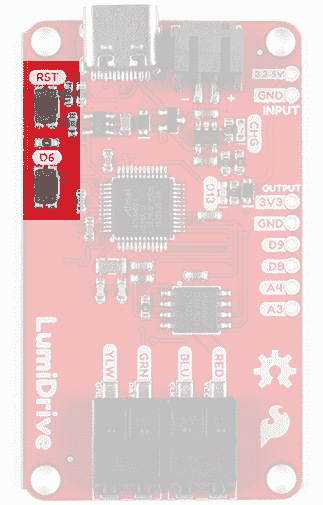 RST
3.3-5V
GND
INPUT
CHG
D6
D13
OUTPUT
3V3
GND
D9
D8
A4
A3
LumiDrive
YLW
GRN
BLU
RED